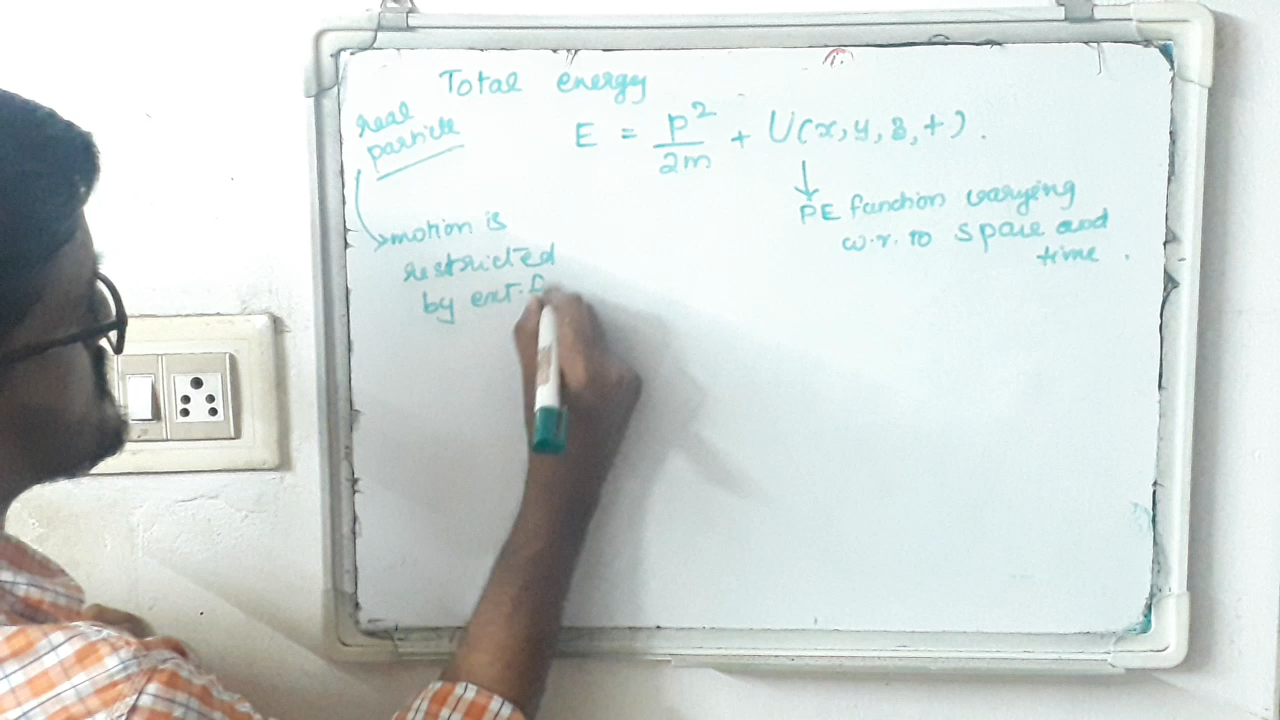 Total energy
real
particle
E = p²/2m + U(x, y, z, t).
PE function varying
w.r. to space and
time.
motion is
restricted
by ext. f